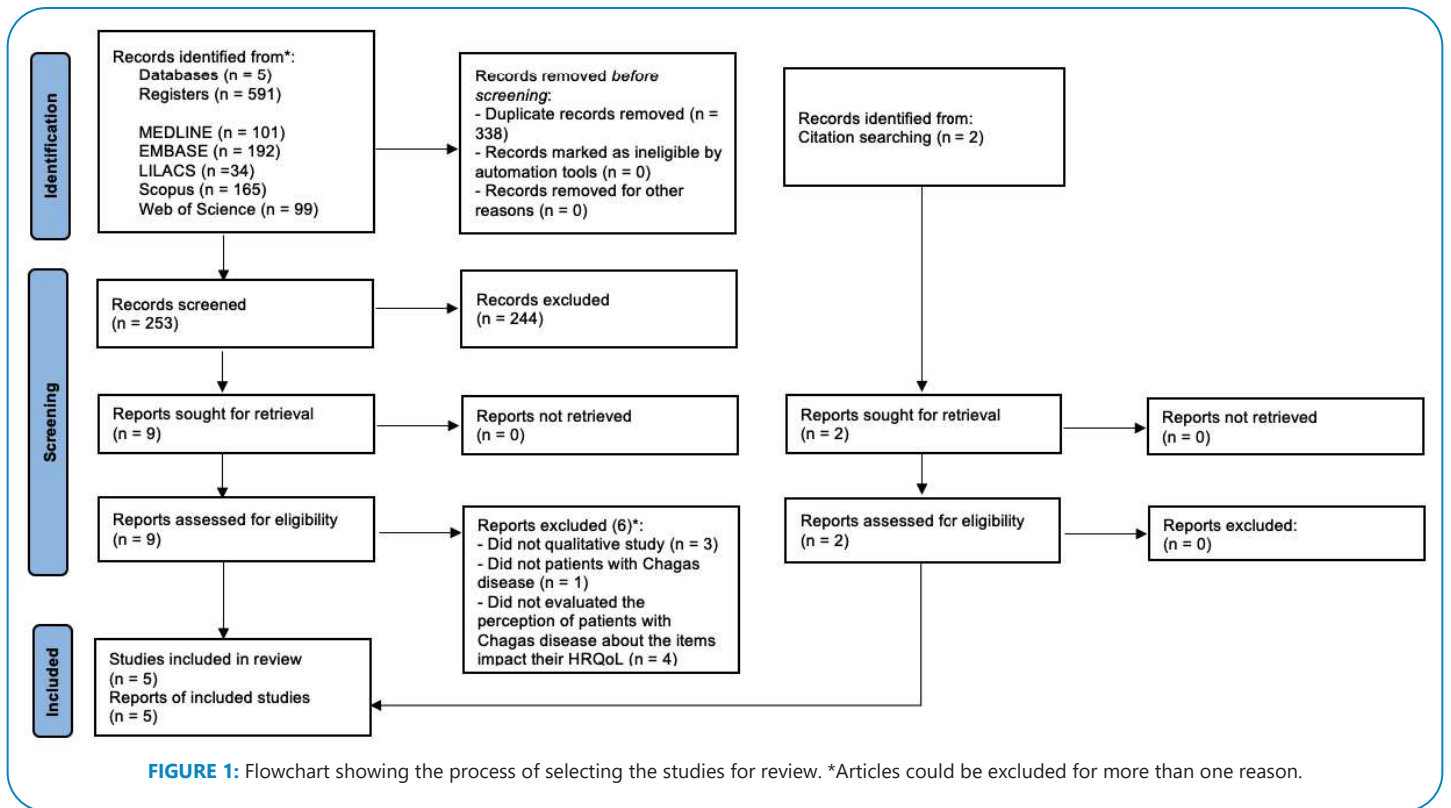 Identification
Records identified from*:
Databases (n = 5)
Registers (n = 591)
MEDLINE (n = 101)
EMBASE (n = 192)
LILACS (n =34)
Scopus (n = 165)
Web of Science (n = 99)
Records removed before
screening:
- Duplicate records removed (n =
338)
- Records marked as ineligible by
automation tools (n = 0)
- Records removed for other
reasons (n = 0)
Records identified from:
Citation searching (n = 2)
Screening
Records screened
(n = 253)
Records excluded
(n = 244)
Reports sought for retrieval
(n = 9)
Reports not retrieved
(n = 0)
Reports sought for retrieval
(n = 2)
Reports not retrieved
(n = 0)
Reports assessed for eligibility
(n = 9)
Reports excluded (6)*:
- Did not qualitative study (n = 3)
- Did not patients with Chagas
disease (n = 1)
- Did not evaluated the
perception of patients with
Chagas disease about the items
impact their HRQoL (n = 4)
Reports assessed for eligibility
(n = 2)
Reports excluded:
(n = 0)
Included
Studies included in review
(n = 5)
Reports of included studies
(n = 5)
FIGURE 1: Flowchart showing the process of selecting the studies for review. *Articles could be excluded for more than one reason.